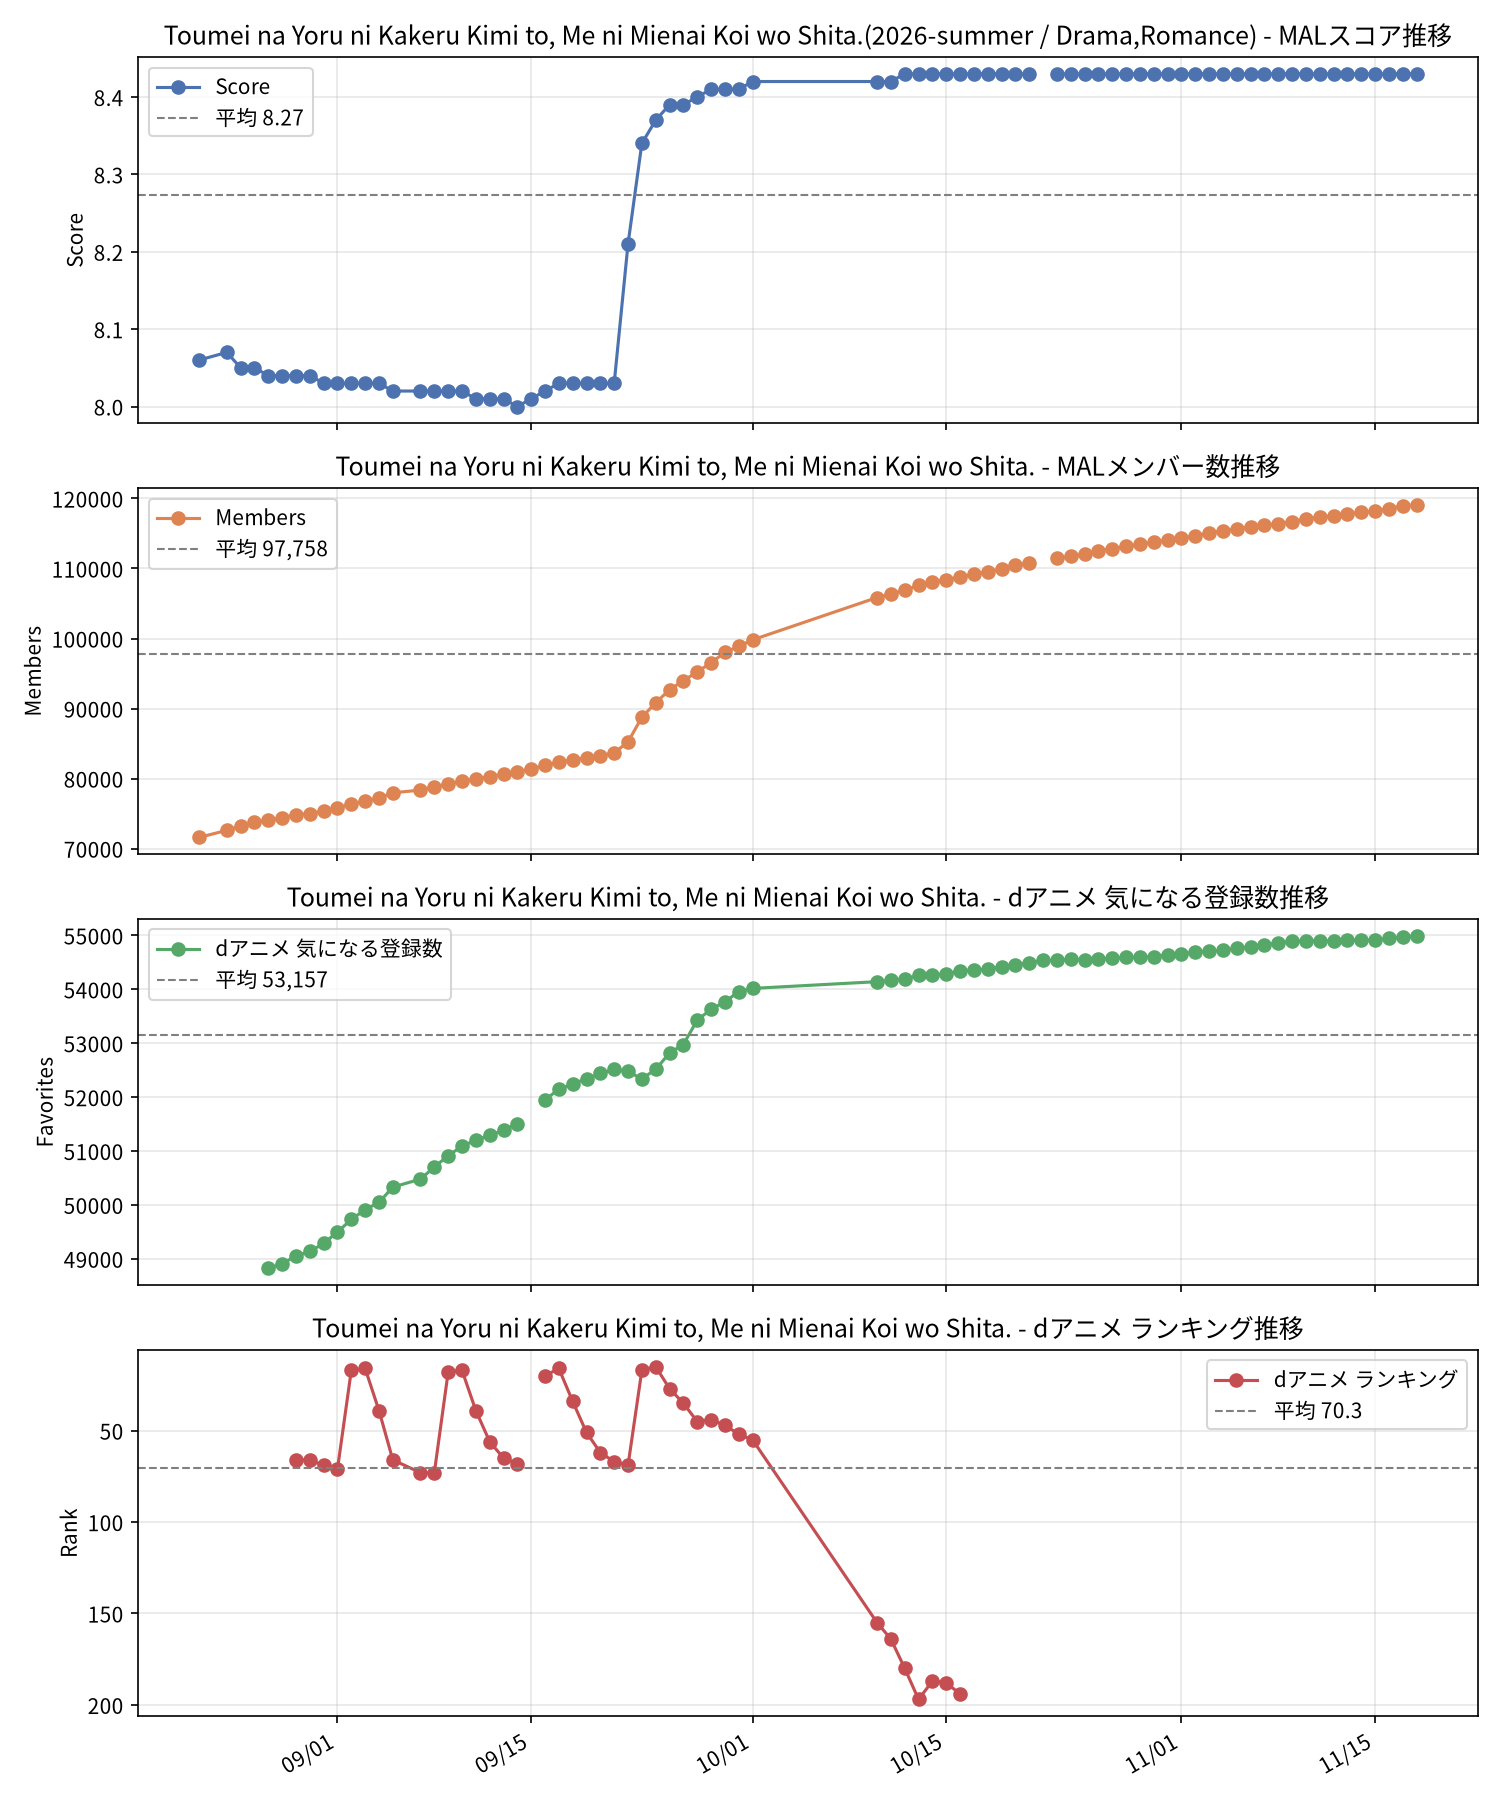 Toumei na Yoru ni Kakeru Kimi to, Me ni Mienai Koi wo Shita.(2026-summer / Drama,Romance) - MALスコア推移
Score
平均 8.27
8.4
8.3
8.2
8.1
8.0
Score
Toumei na Yoru ni Kakeru Kimi to, Me ni Mienai Koi wo Shita. - MALメンバー数推移
Members
平均 97,758
120000
110000
100000
90000
80000
70000
Members
Toumei na Yoru ni Kakeru Kimi to, Me ni Mienai Koi wo Shita. - dアニメ 気になる登録数推移
dアニメ 気になる登録数
平均 53,157
55000
54000
53000
52000
51000
50000
49000
Favorites
Toumei na Yoru ni Kakeru Kimi to, Me ni Mienai Koi wo Shita. - dアニメ ランキング推移
dアニメ ランキング
平均 70.3
50
100
150
200
Rank
09/01
09/15
10/01
10/15
11/01
11/15